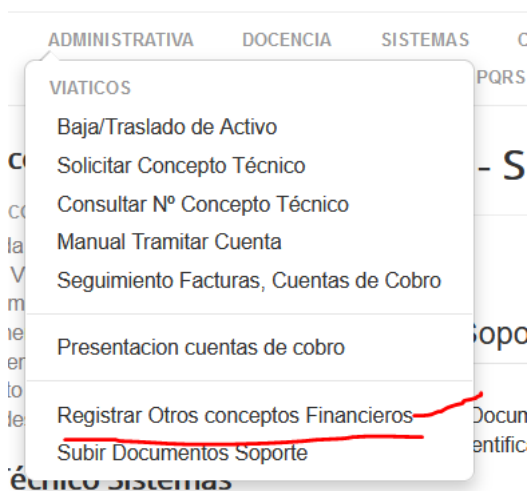 ADMINISTRATIVA DOCENCIA SISTEMAS
PQRS
VIATICOS
Baja/Traslado de Activo
Solicitar Concepto Técnico
- S
Consultar Nº Concepto Técnico
Manual Tramitar Cuenta
Seguimiento Facturas, Cuentas de Cobro
Presentacion cuentas de cobro
Registrar Otros conceptos Financieros
Subir Documentos Soporte